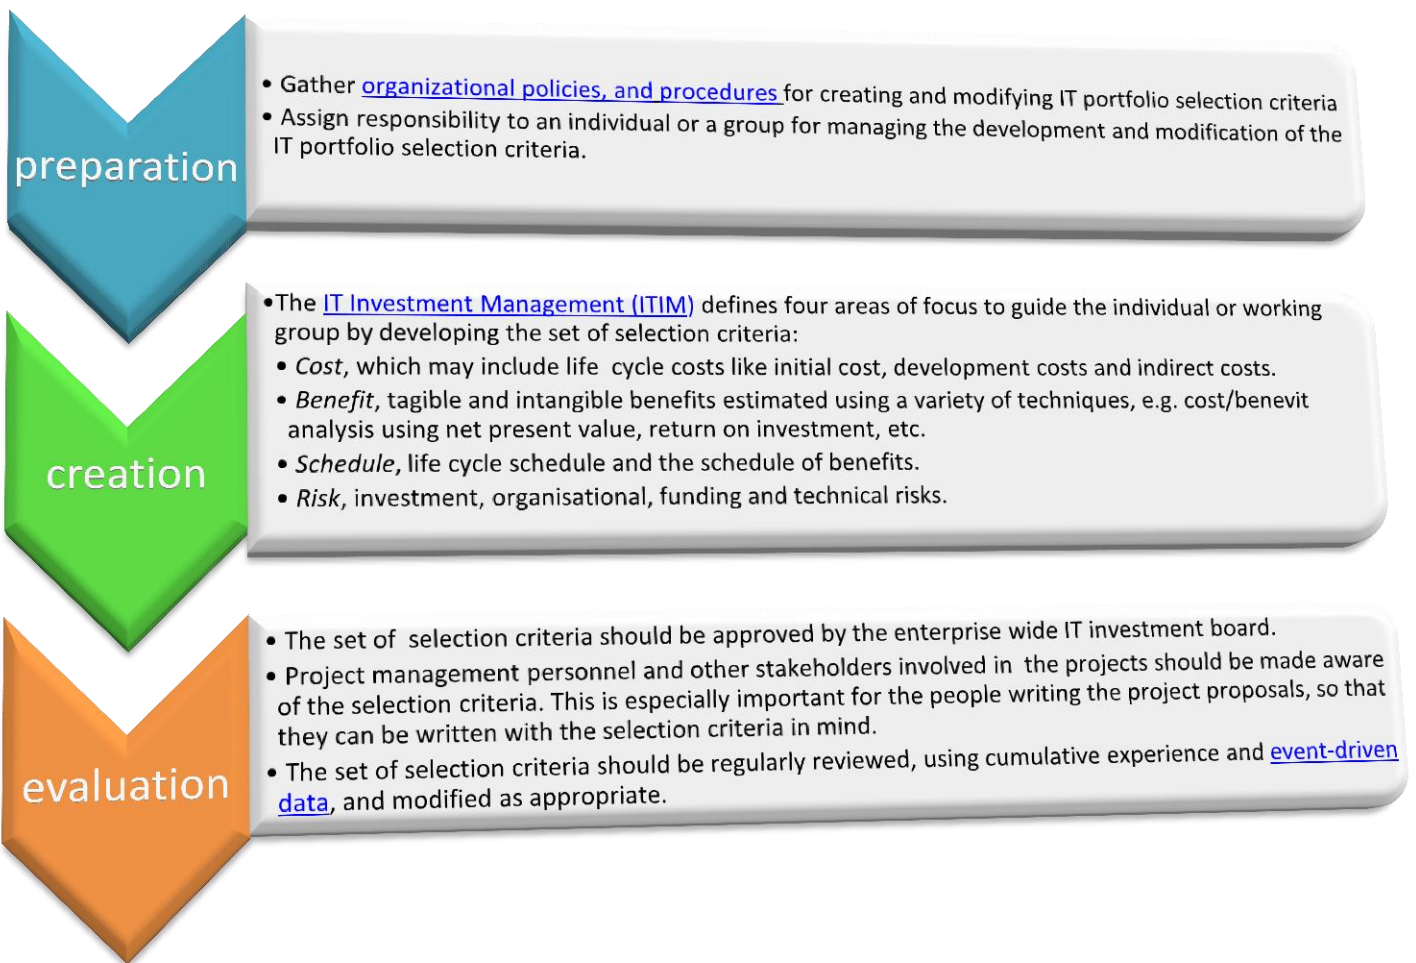 preparation
• Gather organizational policies, and procedures for creating and modifying IT portfolio selection criteria
• Assign responsibility to an individual or a group for managing the development and modification of the
IT portfolio selection criteria.
creation
•The IT Investment Management (ITIM) defines four areas of focus to guide the individual or working
group by developing the set of selection criteria:
• Cost, which may include life cycle costs like initial cost, development costs and indirect costs.
• Benefit, tagible and intangible benefits estimated using a variety of techniques, e.g. cost/benevit
analysis using net present value, return on investment, etc.
• Schedule, life cycle schedule and the schedule of benefits.
• Risk, investment, organisational, funding and technical risks.
evaluation
• The set of selection criteria should be approved by the enterprise wide IT investment board.
• Project management personnel and other stakeholders involved in the projects should be made aware
of the selection criteria. This is especially important for the people writing the project proposals, so that
they can be written with the selection criteria in mind.
• The set of selection criteria should be regularly reviewed, using cumulative experience and event-driven
data, and modified as appropriate.